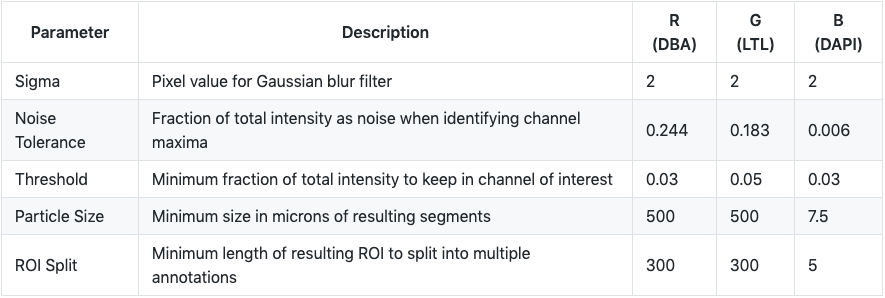 Parameter Description R (DBA) G (LTL) B (DAPI)
Sigma Pixel value for Gaussian blur filter 2 2 2
Noise Tolerance Fraction of total intensity as noise when identifying channel maxima 0.244 0.183 0.006
Threshold Minimum fraction of total intensity to keep in channel of interest 0.03 0.05 0.03
Particle Size Minimum size in microns of resulting segments 500 500 7.5
ROI Split Minimum length of resulting ROI to split into multiple annotations 300 300 5